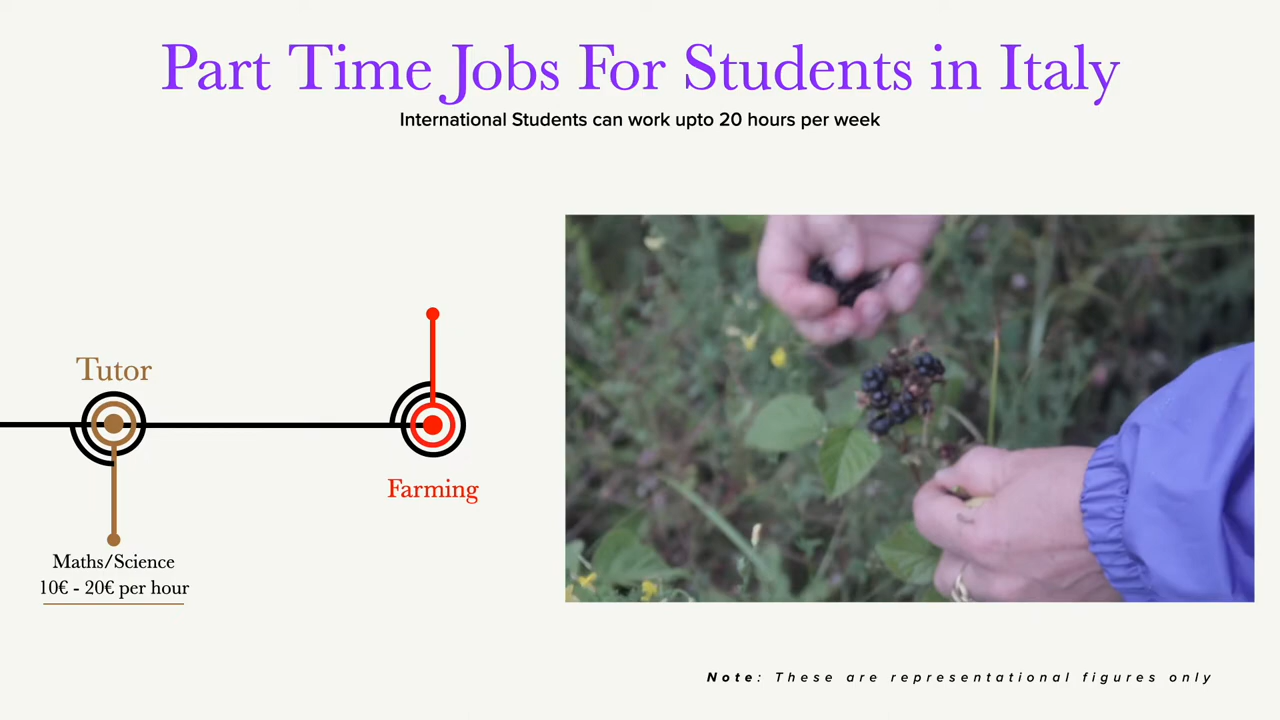 Part Time Jobs For Students in Italy
International Students can work upto 20 hours per week
Tutor
Maths/Science
10€ - 20€ per hour
Farming
Note: These are representational figures only